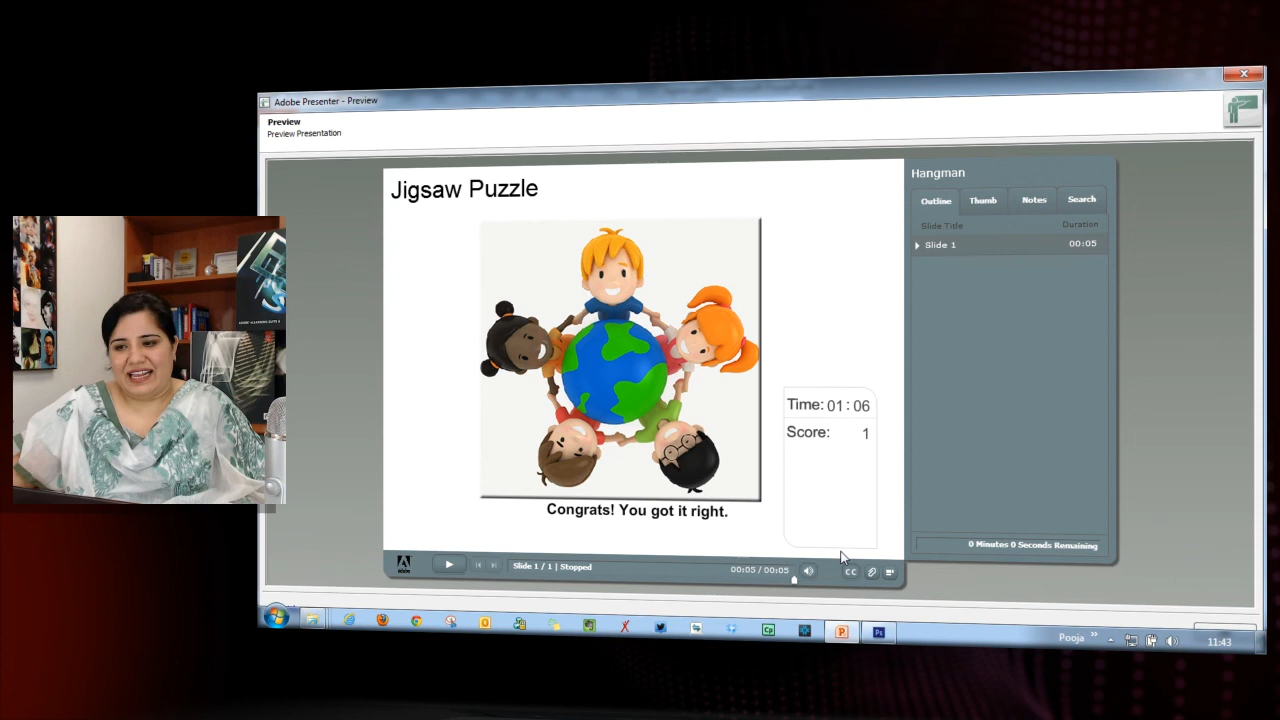 Adobe Presenter - Preview
Preview
Preview Presentation
Jigsaw Puzzle
Hangman
Outline Thumb Notes Search
Slide Title Duration
Slide 1 00:05
Time: 01 : 06
Score: 1
Congrats! You got it right.
0 Minutes 0 Seconds Remaining
Slide 1 / 1 | Stopped
00:05 / 00:05
CC
Cp
P
Ps
Pooja
11:43